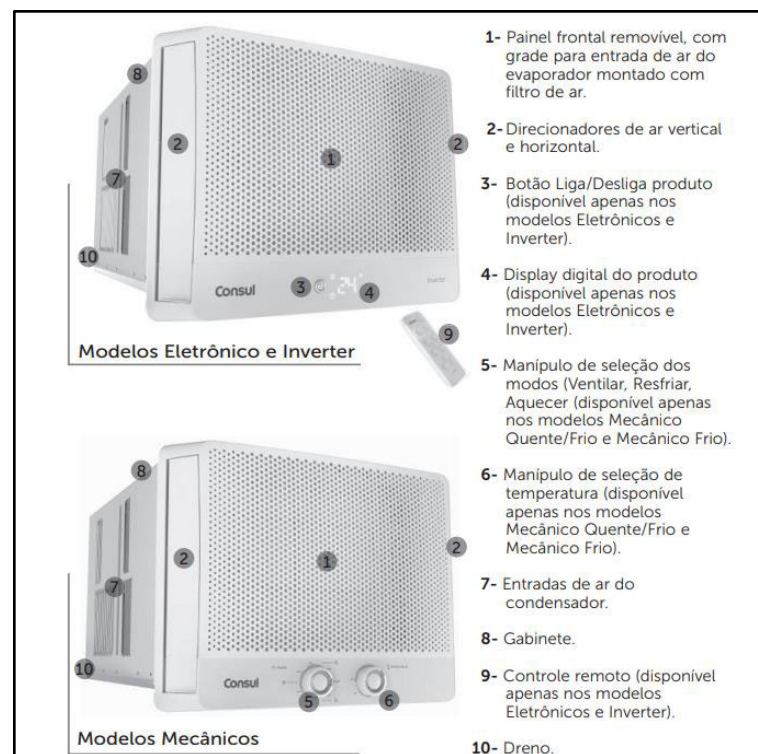 8
2
1
2
7
10
3
24
4
Consul
Inverter
9
Modelos Eletrônico e Inverter
8
2
1
2
7
10
Consul
5
6
Modelos Mecânicos
1- Painel frontal removível, com
grade para entrada de ar do
evaporador montado com
filtro de ar.
2- Direcionadores de ar vertical
e horizontal.
3- Botão Liga/Desliga produto
(disponível apenas nos
modelos Eletrônicos e
Inverter).
4- Display digital do produto
(disponível apenas nos
modelos Eletrônicos e
Inverter).
5- Manípulo de seleção dos
modos (Ventilar, Resfriar,
Aquecer (disponível apenas
nos modelos Mecânico
Quente/Frio e Mecânico Frio).
6- Manípulo de seleção de
temperatura (disponível
apenas nos modelos
Mecânico Quente/Frio e
Mecânico Frio).
7- Entradas de ar do
condensador.
8- Gabinete.
9- Controle remoto (disponível
apenas nos modelos
Eletrônicos e Inverter).
10- Dreno.